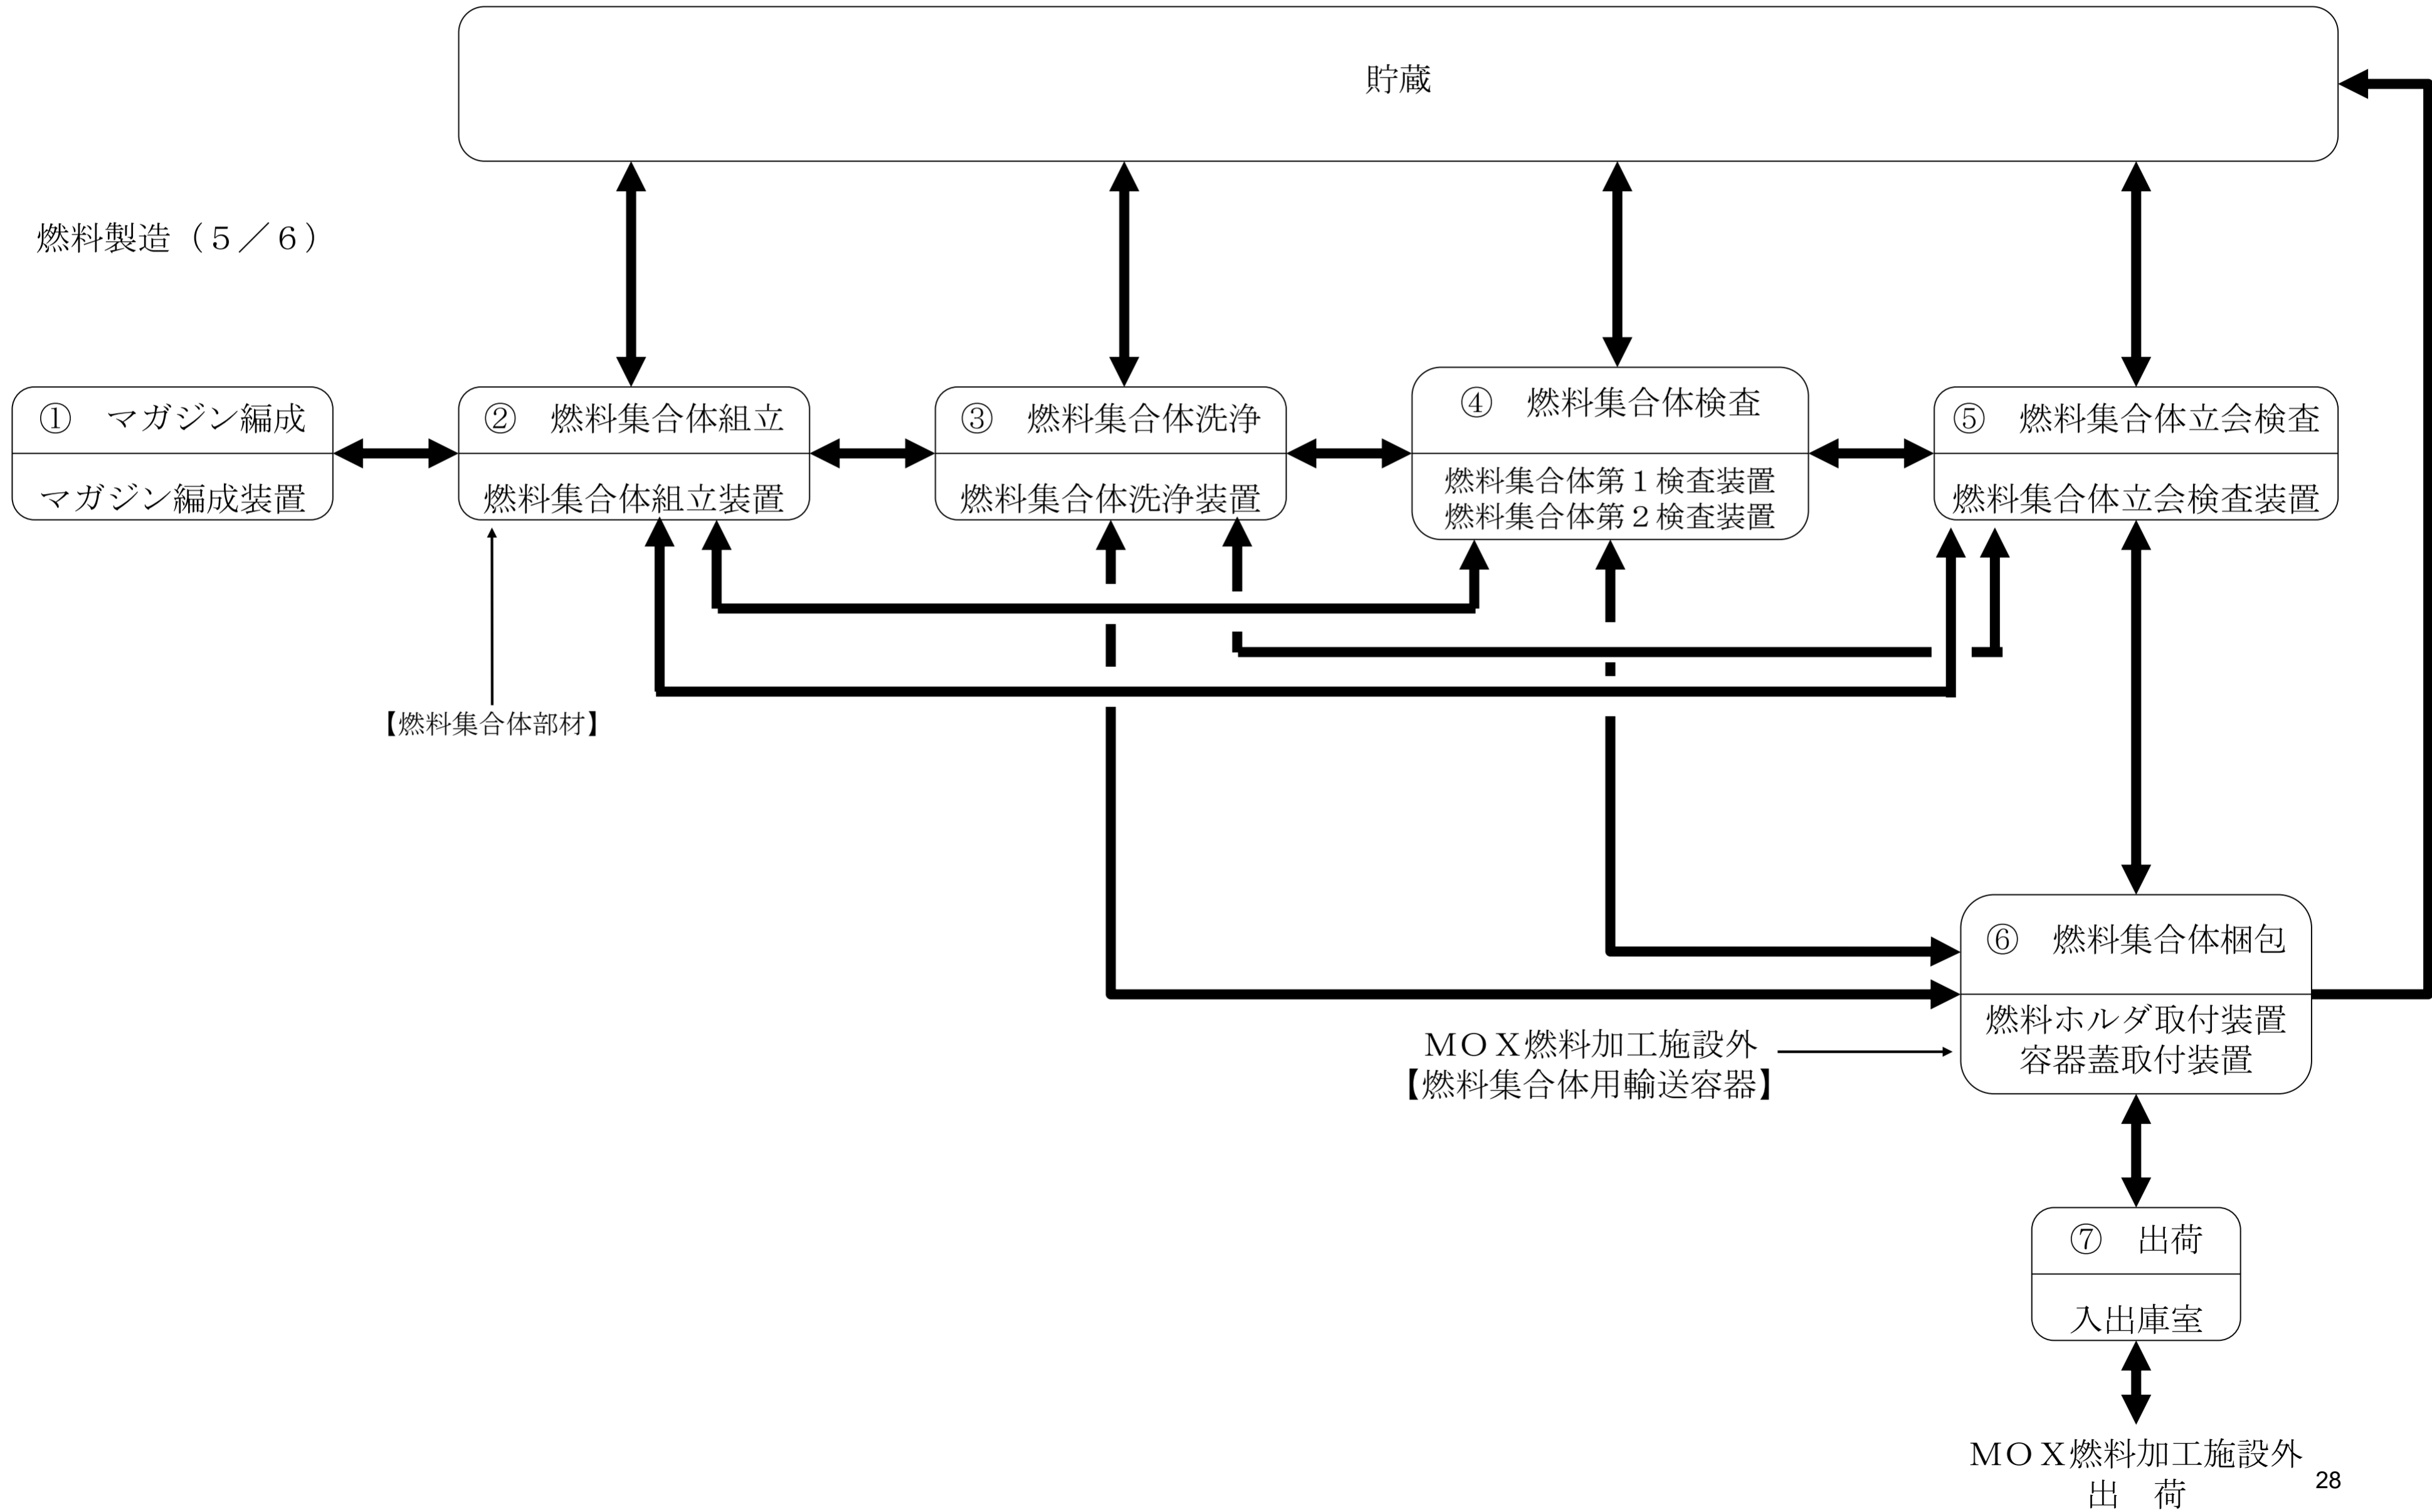 貯蔵
燃料製造（５／６）
①　マガジン編成
マガジン編成装置
②　燃料集合体組立
燃料集合体組立装置
③　燃料集合体洗浄
燃料集合体洗浄装置
④　燃料集合体検査
燃料集合体第１検査装置
燃料集合体第２検査装置
⑤　燃料集合体立会検査
燃料集合体立会検査装置
【燃料集合体部材】
⑥　燃料集合体梱包
燃料ホルダ取付装置
容器蓋取付装置
ＭＯＸ燃料加工施設外
【燃料集合体用輸送容器】
⑦　出荷
入出庫室
ＭＯＸ燃料加工施設外
出　荷
28